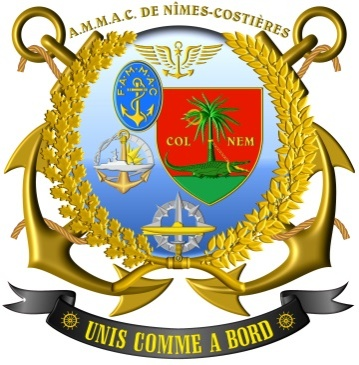 A.M.M.A.C. DE NÎMES-COSTIÈRES
F.A.M.M.A.C
COL NEM
UNIS COMME A BORD